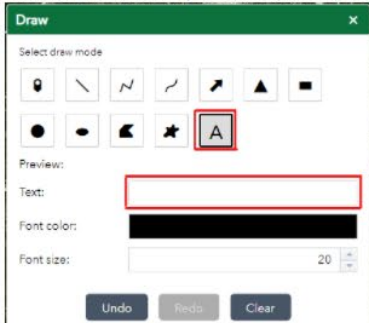 Draw
Select draw mode
A
Preview:
Text:
Font color:
Font size: 20
Undo Redo Clear